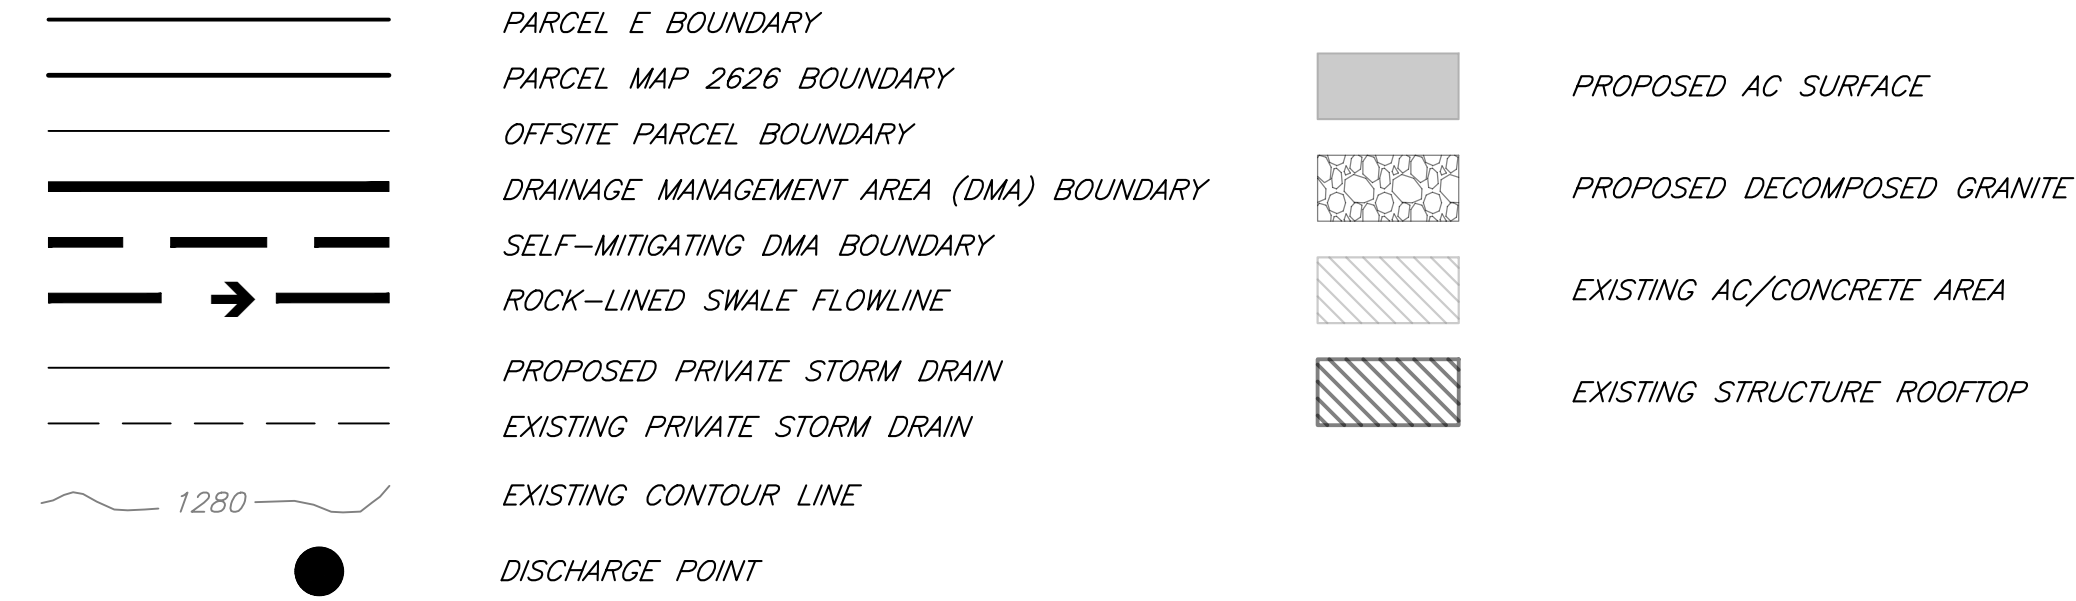 PARCEL E BOUNDARY
PARCEL MAP 2626 BOUNDARY
OFFSITE PARCEL BOUNDARY
DRAINAGE MANAGEMENT AREA (DMA) BOUNDARY
SELF-MITIGATING DMA BOUNDARY
ROCK-LINED SWALE FLOWLINE
PROPOSED PRIVATE STORM DRAIN
EXISTING PRIVATE STORM DRAIN
1280 EXISTING CONTOUR LINE
DISCHARGE POINT
PROPOSED AC SURFACE
PROPOSED DECOMPOSED GRANITE
EXISTING AC/CONCRETE AREA
EXISTING STRUCTURE ROOFTOP